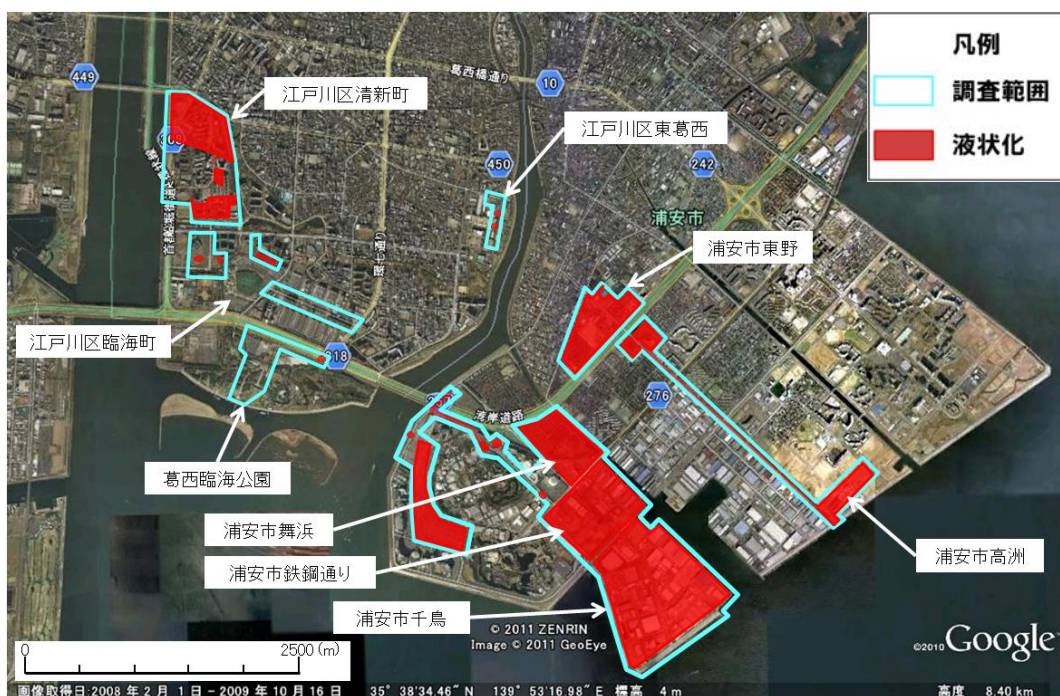 凡例
調査範囲
液状化
449
葛西橋通り
10
江戸川区清新町
江戸川区東葛西
308
450
242
浦安市
浦安市東野
江戸川区臨海町
318
276
湾岸道路
葛西臨海公園
浦安市舞浜
浦安市鉄鋼通り
浦安市高洲
浦安市千鳥
© 2011 ZENRIN
Image © 2011 GeoEye
©2010 Google
0 2500 (m)
画像取得日:2008 年 2 月 1 日 - 2009 年 10 月 16 日 35° 38'34.46" N 139° 53'16.98" E 標高 4 m 高度 8.40 km